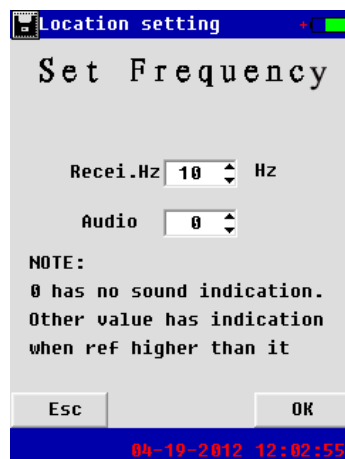 Location setting
Set Frequency
Recei.Hz 10 Hz
Audio 0
NOTE:
0 has no sound indication.
Other value has indication
when ref higher than it
Esc OK
04-19-2012 12:02:55